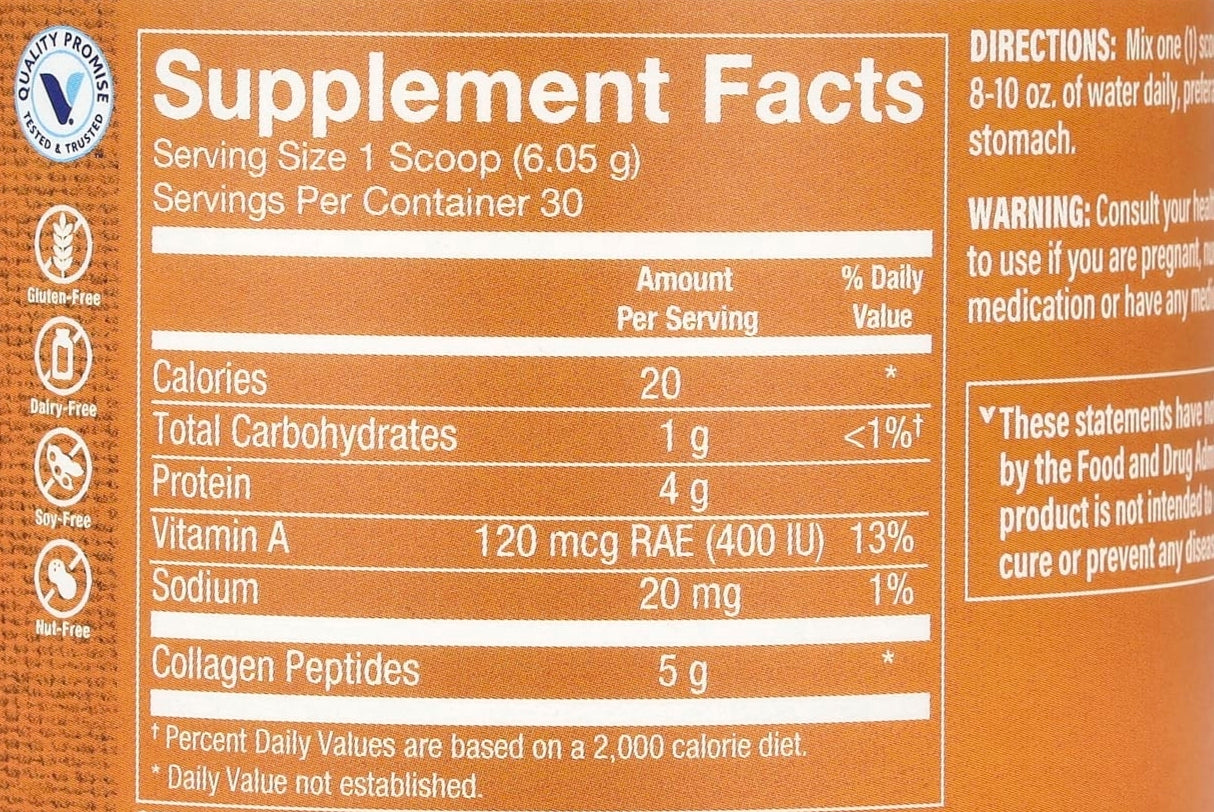 QUALITY PROMISE
V
TESTED & TRUSTED
Gluten-Free
Dairy-Free
Soy-Free
Nut-Free
Supplement Facts
Serving Size 1 Scoop (6.05 g)
Servings Per Container 30
Amount Per Serving % Daily Value
Calories 20 *
Total Carbohydrates 1 g <1%†
Protein 4 g
Vitamin A 120 mcg RAE (400 IU) 13%
Sodium 20 mg 1%
Collagen Peptides 5 g *
† Percent Daily Values are based on a 2,000 calorie diet.
* Daily Value not established.
DIRECTIONS: Mix one (1)
8-10 oz. of water daily,
stomach.
WARNING: Consult your
to use if you are pregnant,
medication or have any
These statements have
by the Food and Drug
product is not intended to
cure or prevent any